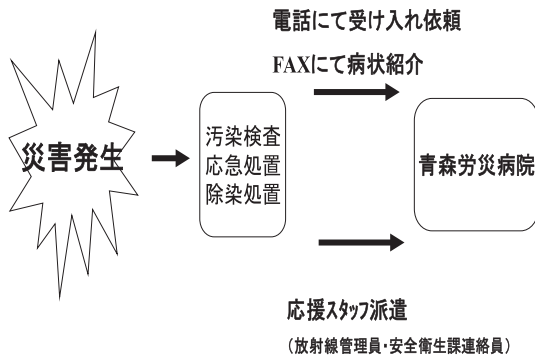 電話にて受け入れ依頼
FAXにて病状紹介
災害発生
汚染検査
応急処置
除染処置
青森労災病院
応援スタッフ派遣
(放射線管理員・安全衛生課連絡員)